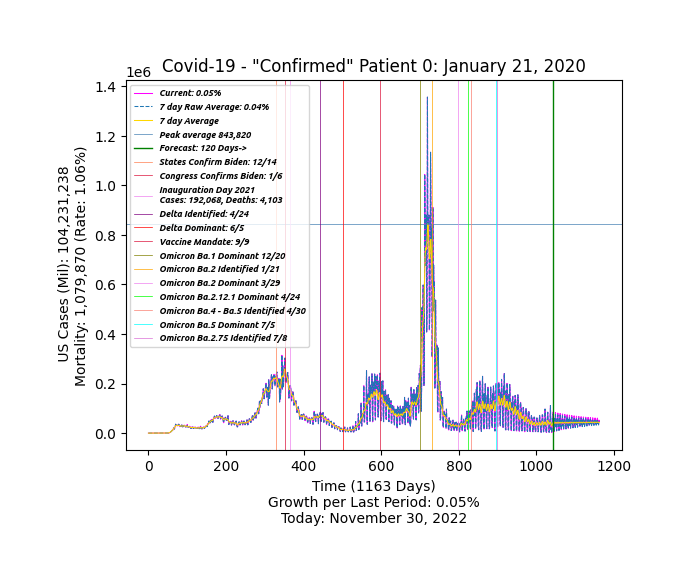 Covid-19 - "Confirmed" Patient 0: January 21, 2020
1e6
1.4
1.2
1.0
0.8
0.6
0.4
0.2
0.0
US Cases (Mil): 104,231,238
Mortality: 1,079,870 (Rate: 1.06%)
Current: 0.05%
7 day Raw Average: 0.04%
7 day Average
Peak average 843,820
Forecast: 120 Days->
States Confirm Biden: 12/14
Congress Confirms Biden: 1/6
Inauguration Day 2021
Cases: 192,068, Deaths: 4,103
Delta Identified: 4/24
Delta Dominant: 6/5
Vaccine Mandate: 9/9
Omicron Ba.1 Dominant 12/20
Omicron Ba.2 Identified 1/21
Omicron Ba.2 Dominant 3/29
Omicron Ba.2.12.1 Dominant 4/24
Omicron Ba.4 - Ba.5 Identified 4/30
Omicron Ba.5 Dominant 7/5
Omicron Ba.2.75 Identified 7/8
0 200 400 600 800 1000 1200
Time (1163 Days)
Growth per Last Period: 0.05%
Today: November 30, 2022